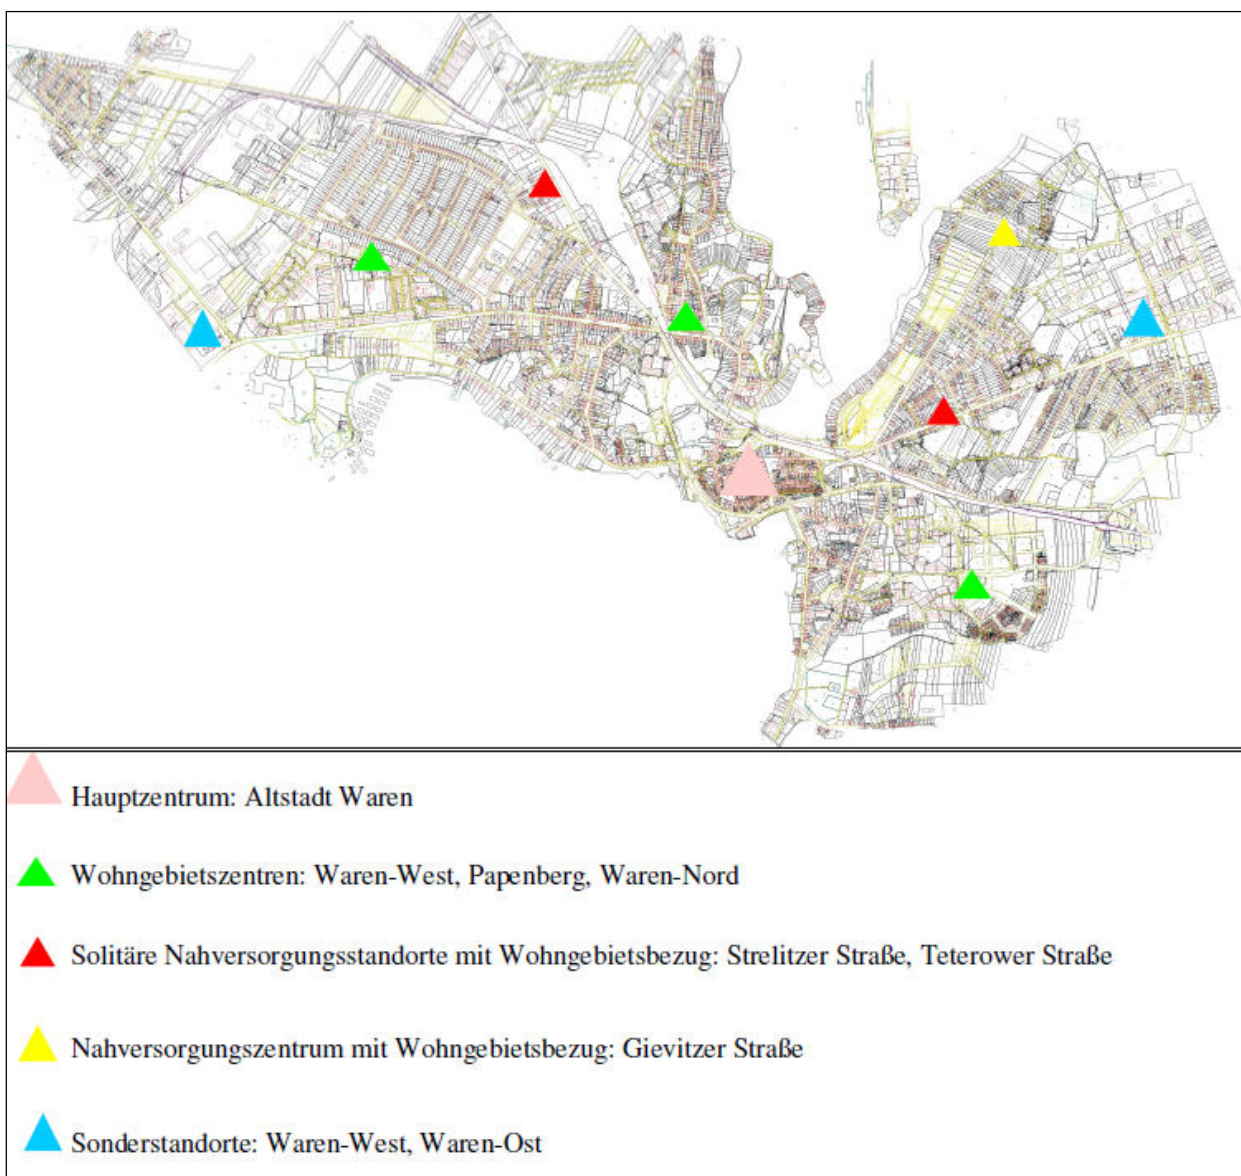 Hauptzentrum: Altstadt Waren
Wohngebietszentren: Waren-West, Papenberg, Waren-Nord
Solitäre Nahversorgungsstandorte mit Wohngebietsbezug: Strelitzer Straße, Teterower Straße
Nahversorgungszentrum mit Wohngebietsbezug: Gievitzer Straße
Sonderstandorte: Waren-West, Waren-Ost